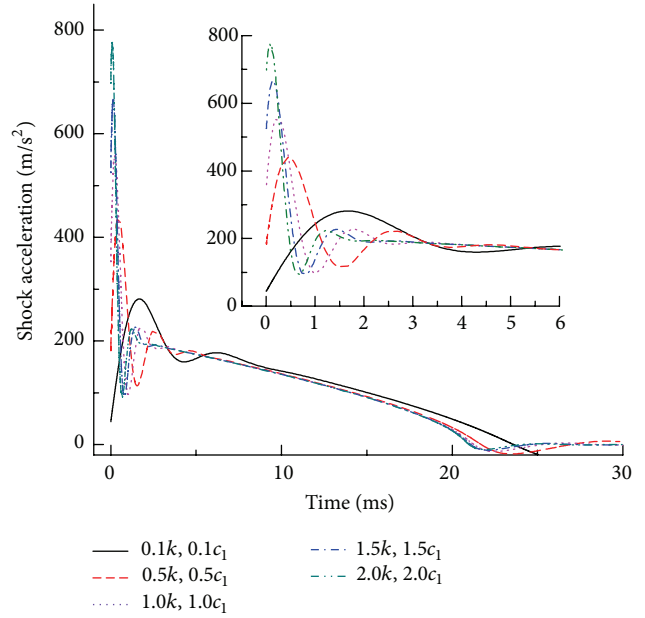 800
600
400
200
0
Shock acceleration (m/s²)
800
600
400
200
0
0 1 2 3 4 5 6
0 10 20 30
Time (ms)
0.1k, 0.1c₁
0.5k, 0.5c₁
1.0k, 1.0c₁
1.5k, 1.5c₁
2.0k, 2.0c₁